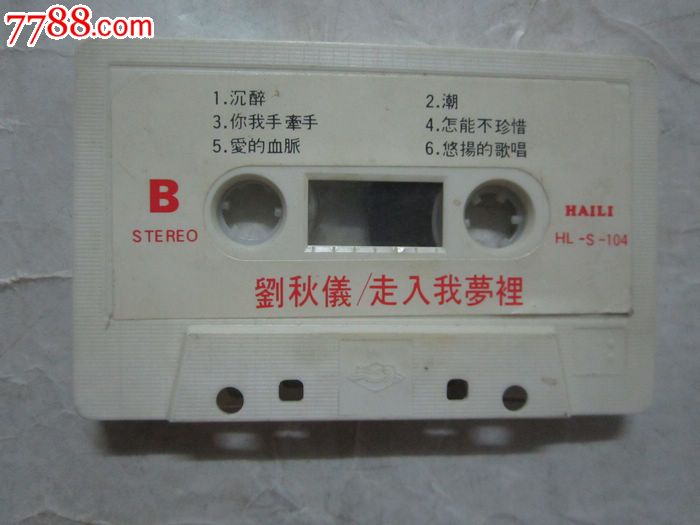 7788.com
1.沉醉 2.潮
3.你我手牽手 4.怎能不珍惜
5.愛的血脈 6.悠揚的歌唱
B
STEREO
HAILI
HL-S-104
劉秋儀/走入我夢裡